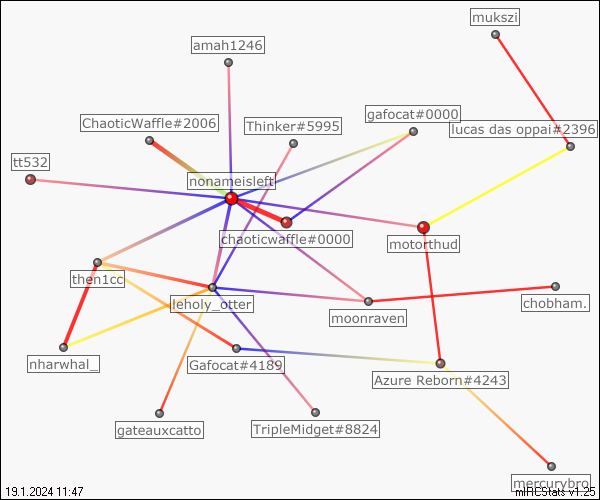 mukszi
amah1246
gafocat#0000
ChaoticWaffle#2006
Thinker#5995
lucas das oppai#2396
tt532
nonameisleft
chaoticwaffle#0000
motorthud
then1cc
leholy_otter
chobham.
moonraven
nharwhal_
Gafocat#4189
Azure Reborn#4243
gateauxcatto
TripleMidget#8824
mercurybro
19.1.2024 11:47
mIRCStats v1.25